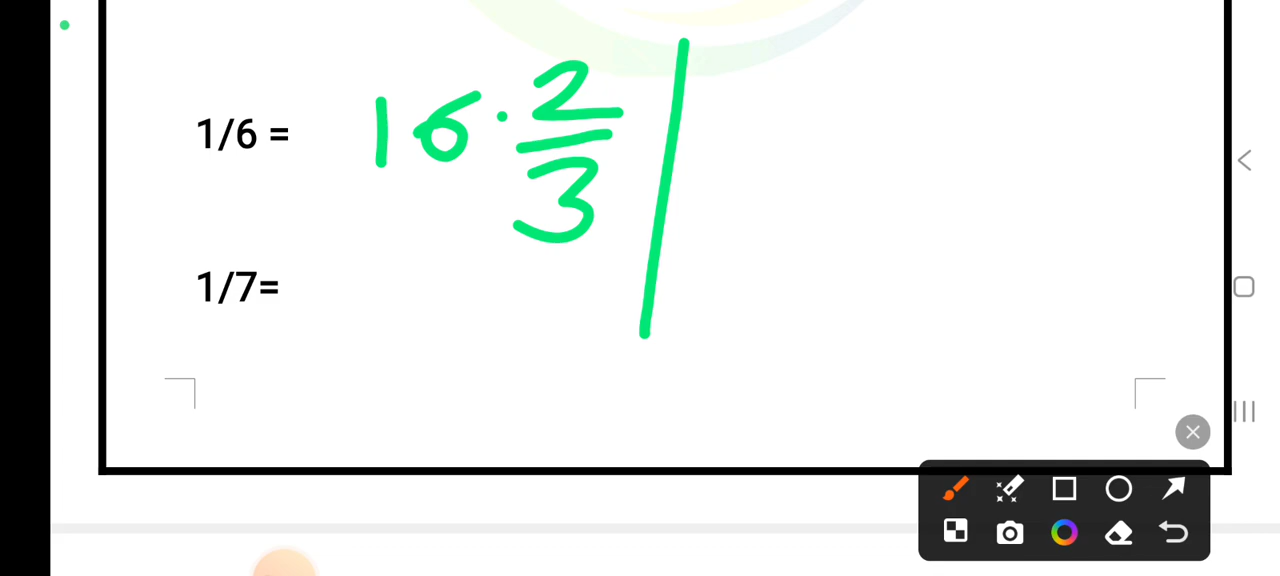 1/6 = 16·2/3
1/7=